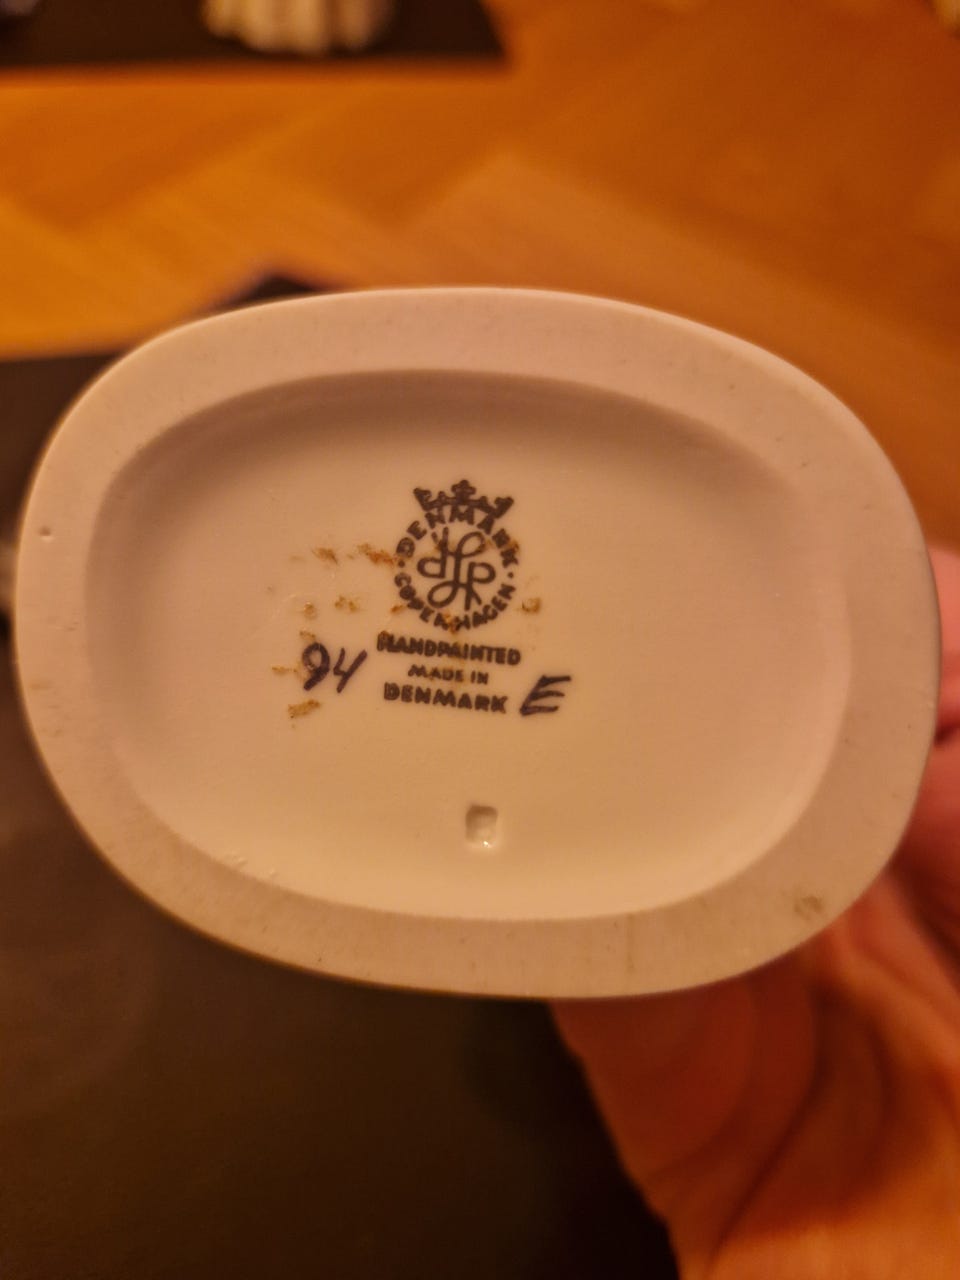 DENMARK
COPENHAGEN
HANDPAINTED
MADE IN
DENMARK
94
E